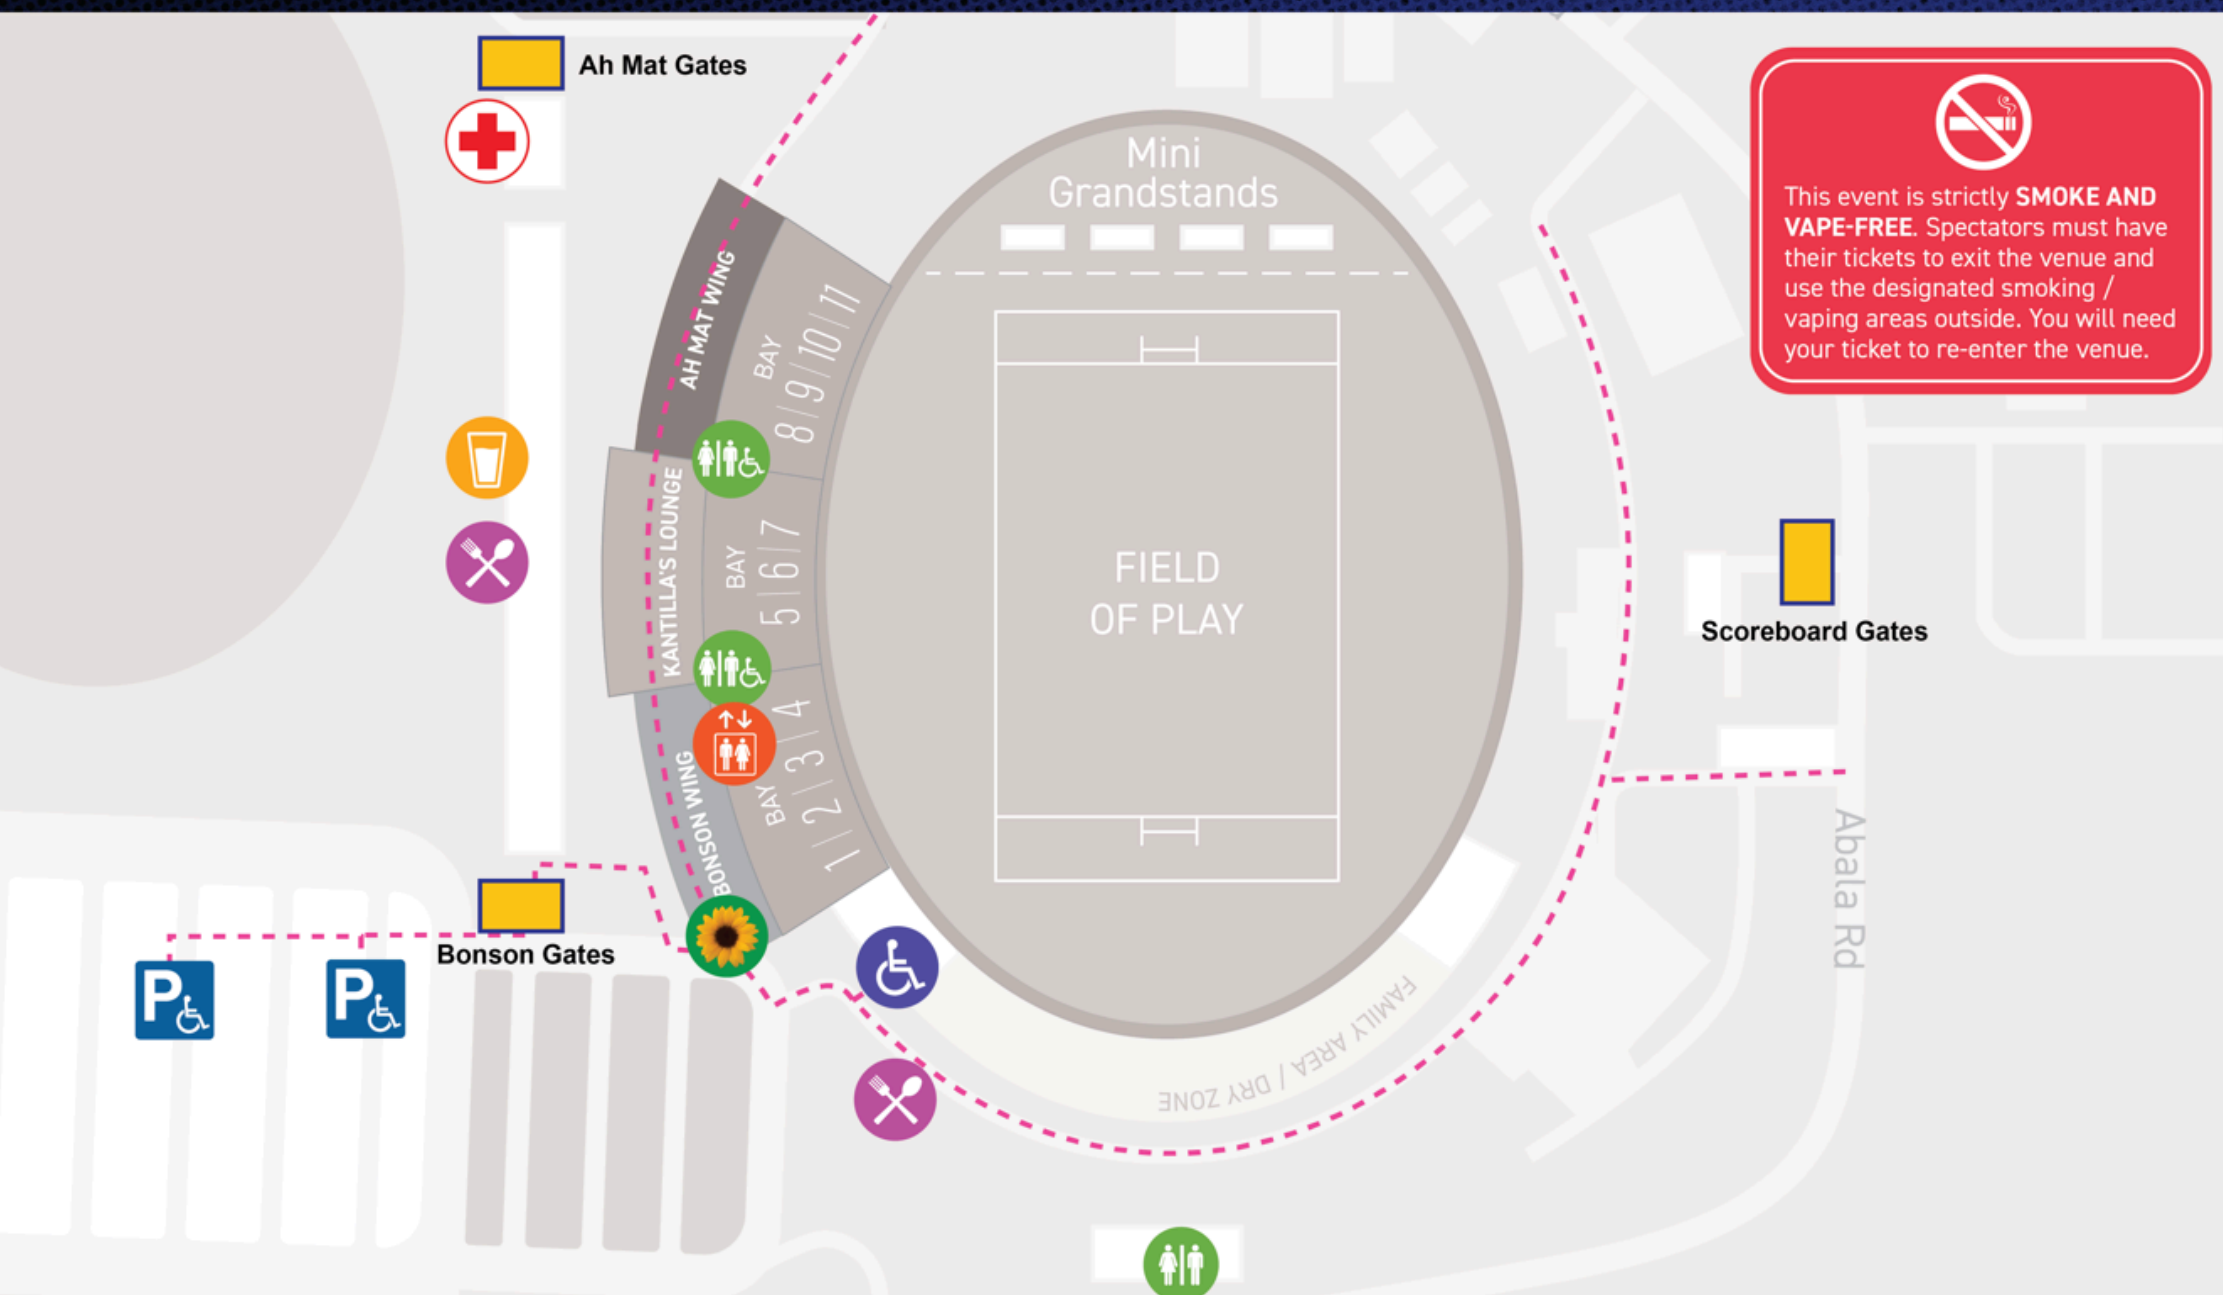 Ah Mat Gates
This event is strictly SMOKE AND
VAPE-FREE. Spectators must have
their tickets to exit the venue and
use the designated smoking /
vaping areas outside. You will need
your ticket to re-enter the venue.
Mini
Grandstands
AH MAT WING
BAY
8|9|10|11
KANTILLA'S LOUNGE
BAY
5|6|7
FIELD
OF PLAY
Scoreboard Gates
BONSON WING
BAY
1|2|3|4
Abala Rd
Bonson Gates
P
P
FAMILY AREA / DRY ZONE